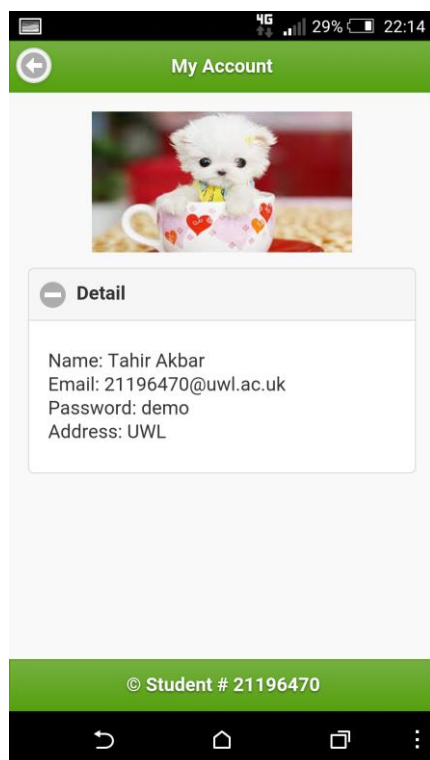 4G 29% 22:14
My Account
Detail
Name: Tahir Akbar
Email: 21196470@uwl.ac.uk
Password: demo
Address: UWL
© Student # 21196470